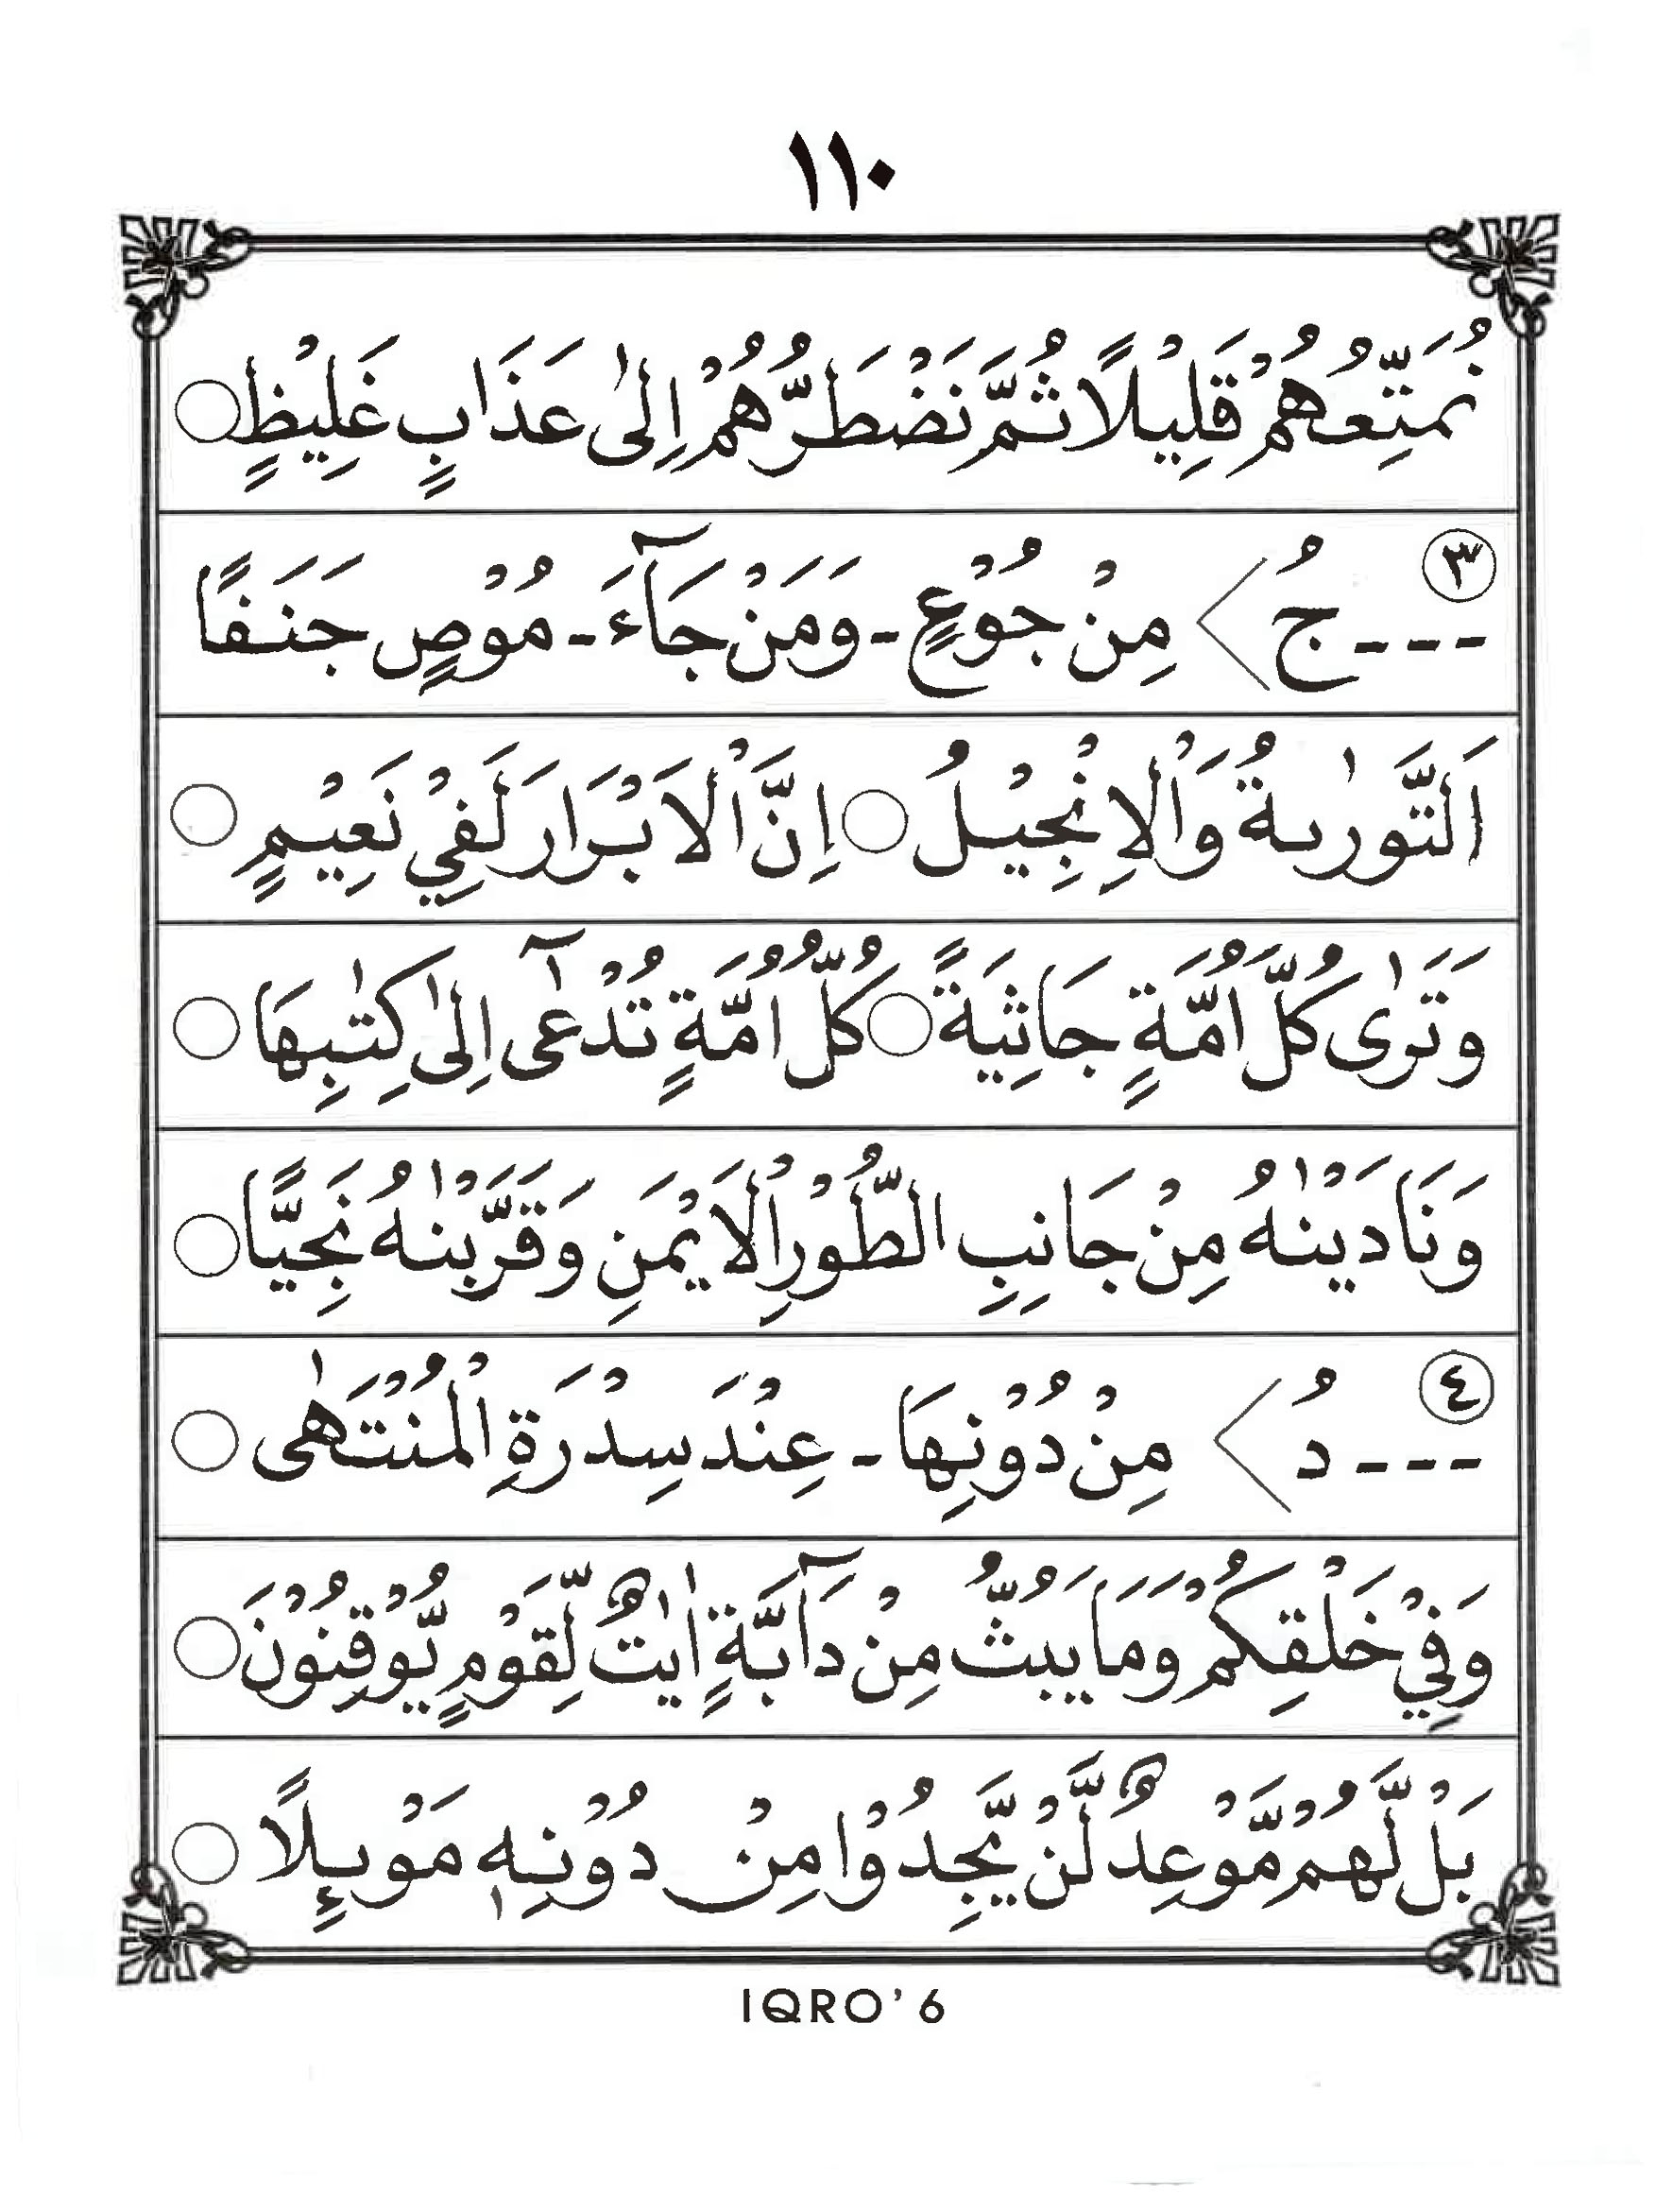 ١١٠
نُمَتِّعُهُمْ قَلِيْلًا ثُمَّ نَضْطَرُّهُمْ اِلٰى عَذَابٍ غَلِيْظٍ ○
٣ --- جُ > مِنْ جُوْعٍ - وَمَنْ جَآءَ - مُوْصٍ جَنَفًا
اَلتَّوْرٰىةُ وَالْاِنْجِيْلُ ○ اِنَّ الْاَبْرَارَ لَفِيْ نَعِيْمٍ ○
وَتَرٰى كُلَّ اُمَّةٍ جَاثِيَةً ○ كُلُّ اُمَّةٍ تُدْعٰٓى اِلٰى كِتٰبِهَا ○
وَنَادَيْنٰهُ مِنْ جَانِبِ الطُّوْرِ الْاَيْمَنِ وَقَرَّبْنٰهُ نَجِيًّا ○
٤ --- دُ > مِنْ دُوْنِهَا - عِنْدَ سِدْرَةِ الْمُنْتَهٰى ○
وَفِيْ خَلْقِكُمْ وَمَا يَبُثُّ مِنْ دَآبَّةٍ اٰيٰتٌ لِّقَوْمٍ يُّوْقِنُوْنَ ○
بَلْ لَّهُمْ مَّوْعِدٌ لَّنْ يَّجِدُوْا مِنْ دُوْنِهٖ مَوْىِٕلًا ○
IQRO' 6